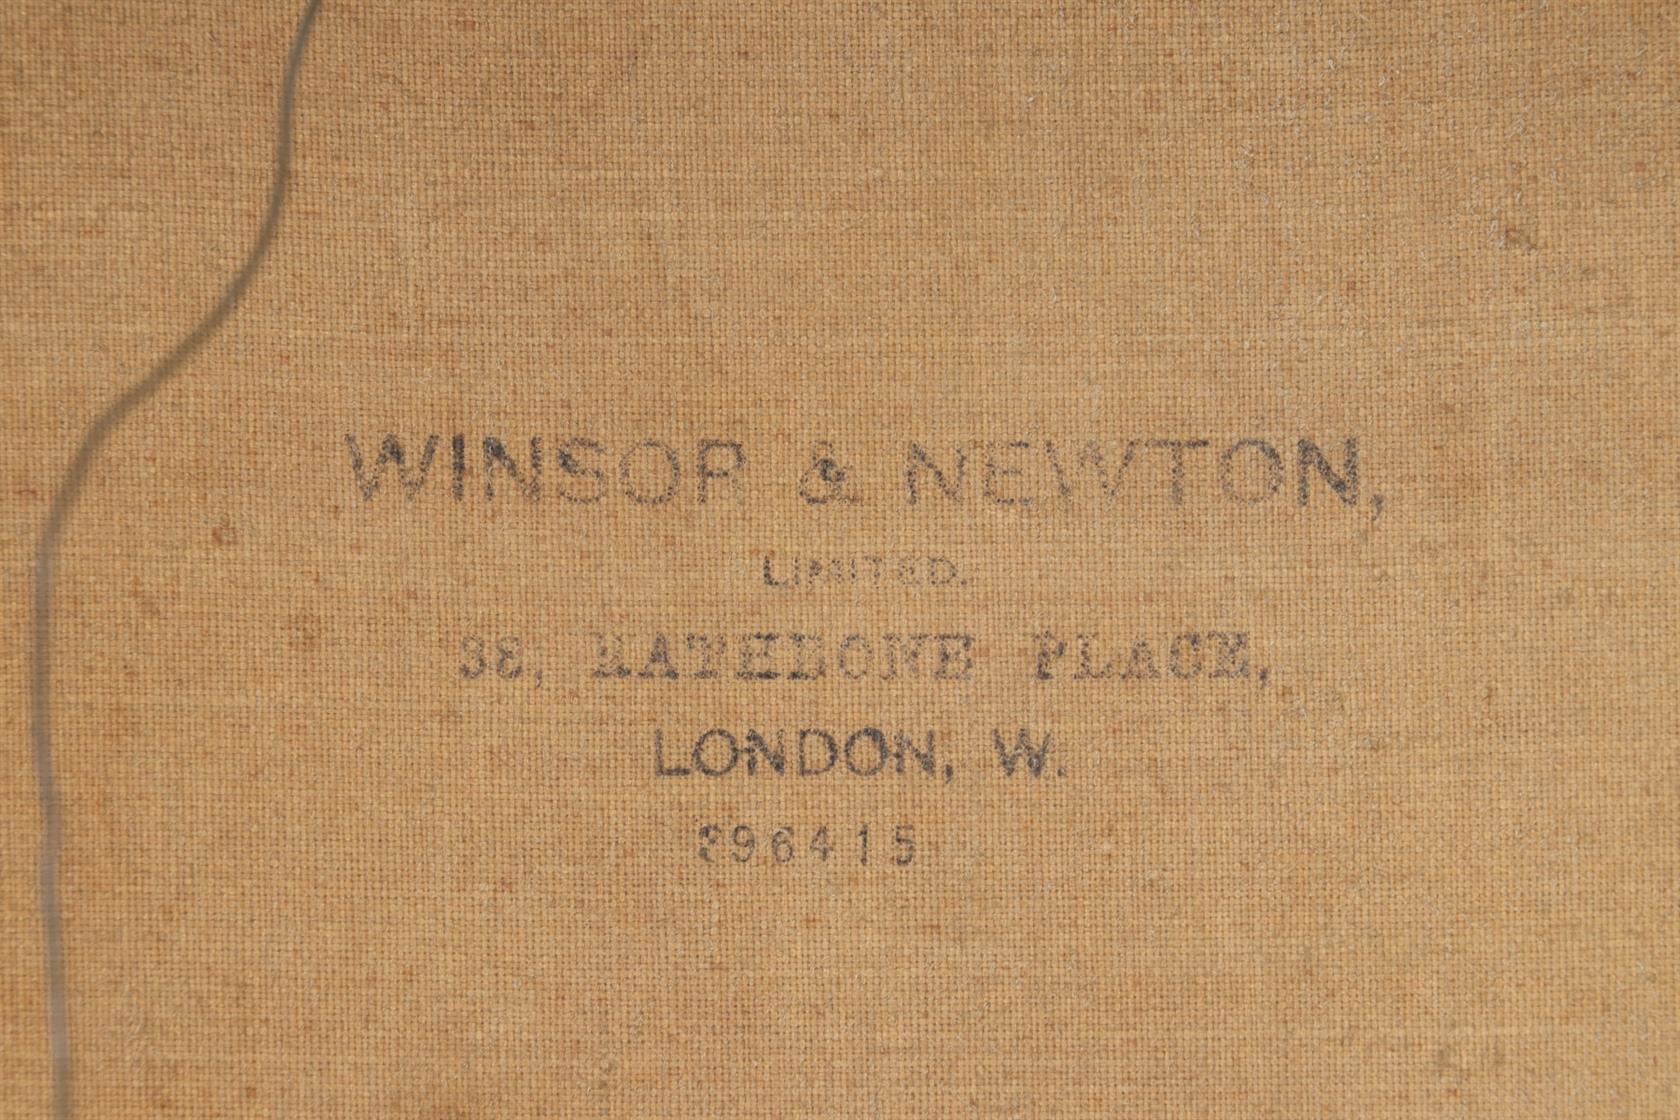 WINSOR & NEWTON,
LIMITED.
38, RATHBONE PLACE,
LONDON, W.